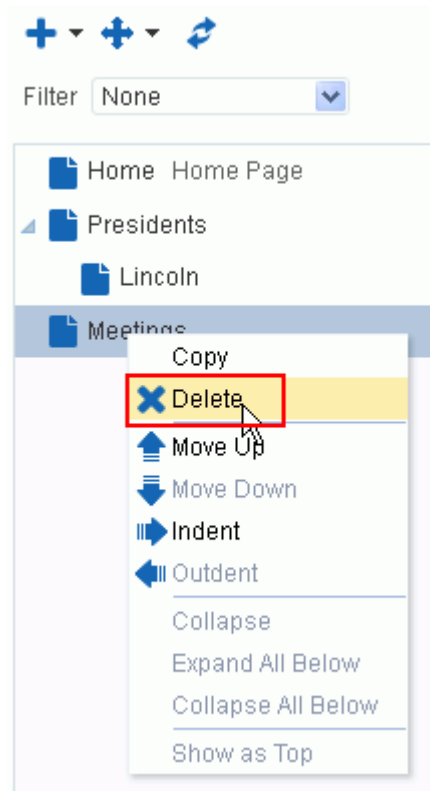 Filter None
Home Home Page
Presidents
Lincoln
Meetings
Copy
Delete
Move Up
Move Down
Indent
Outdent
Collapse
Expand All Below
Collapse All Below
Show as Top